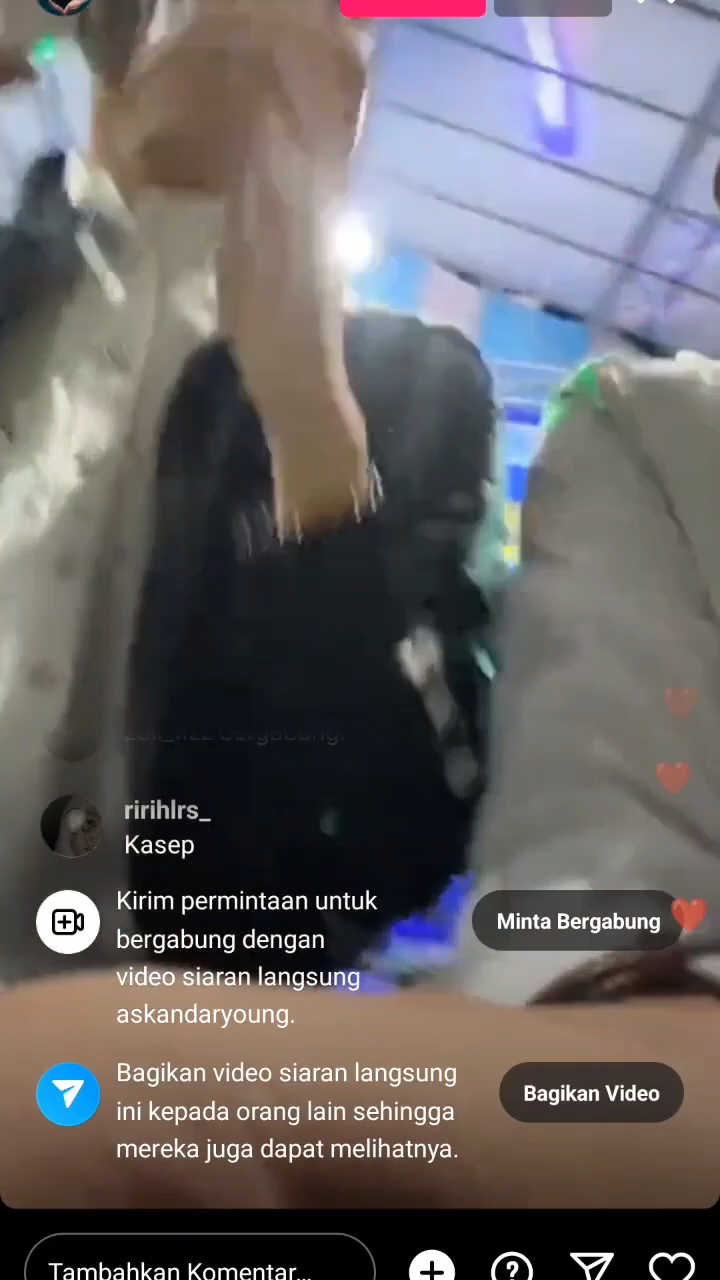 ririhlrs_
Kasep
Kirim permintaan untuk
bergabung dengan
video siaran langsung
askandaryoung.
Minta Bergabung
Bagikan video siaran langsung
ini kepada orang lain sehingga
mereka juga dapat melihatnya.
Bagikan Video
Tambahkan Komentar...